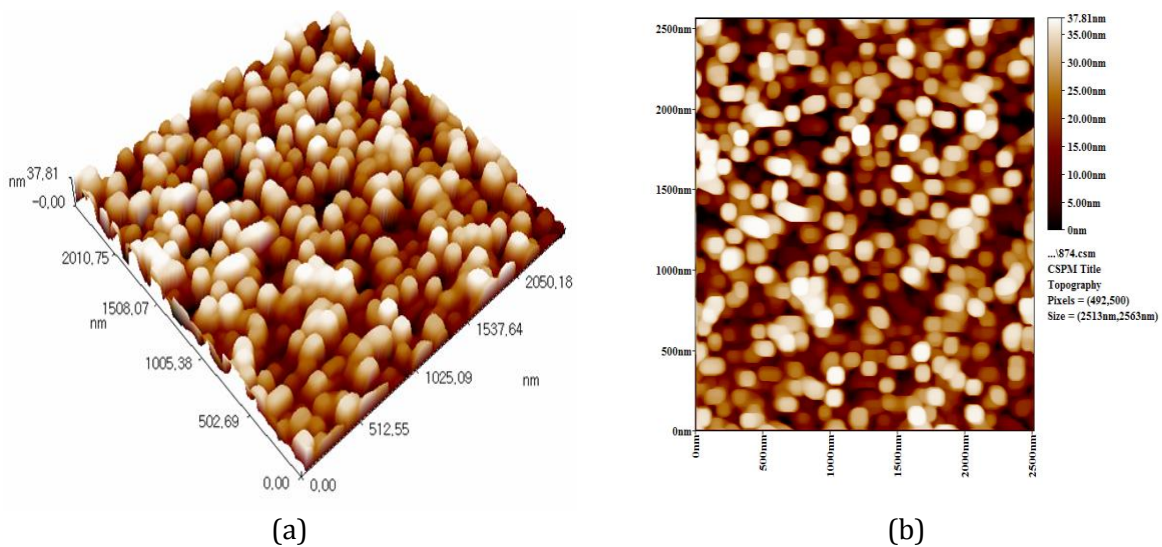 nm 37,81
-0,00
2010,75
1508,07
nm
1005,38
502,69
0,00
0,00
512,55
1025,09
nm
1537,64
2050,18
(a)
2500nm
2000nm
1500nm
1000nm
500nm
0nm
0nm
500nm
1000nm
1500nm
2000nm
2500nm
37.81nm
35.00nm
30.00nm
25.00nm
20.00nm
15.00nm
10.00nm
5.00nm
0nm
...\874.csm
CSPM Title
Topography
Pixels = (492,500)
Size = (2513nm,2563nm)
(b)